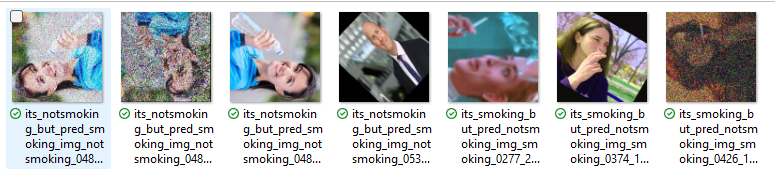 its_notsmokin
g_but_pred_sm
oking_img_not
smoking_048...
its_notsmokin
g_but_pred_sm
oking_img_not
smoking_048...
its_notsmokin
g_but_pred_sm
oking_img_not
smoking_048...
its_notsmokin
g_but_pred_sm
oking_img_not
smoking_053...
its_smoking_b
ut_pred_notsm
oking_img_sm
oking_0277_2...
its_smoking_b
ut_pred_notsm
oking_img_sm
oking_0374_1...
its_smoking_b
ut_pred_notsm
oking_img_sm
oking_0426_1...